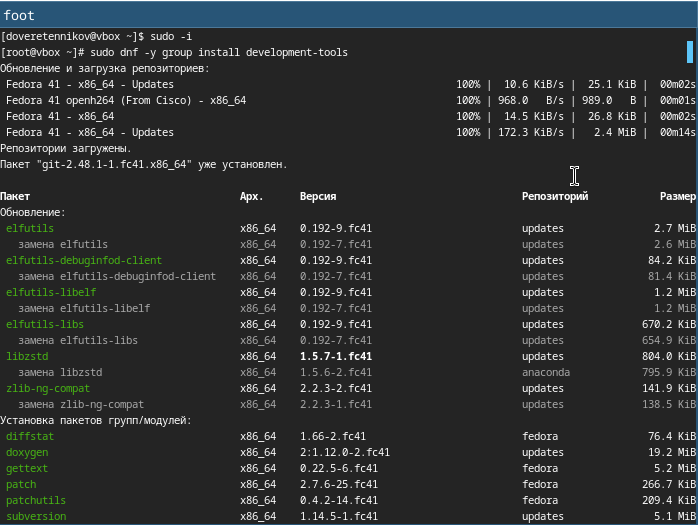 foot
[doveretennikov@vbox ~]$ sudo -i
[root@vbox ~]# sudo dnf -y group install development-tools
Обновление и загрузка репозиториев:
Fedora 41 - x86_64 - Updates 100% | 10.6 KiB/s | 25.1 KiB | 00m02s
Fedora 41 openh264 (From Cisco) - x86_64 100% | 968.0 B/s | 989.0 B | 00m01s
Fedora 41 - x86_64 100% | 14.5 KiB/s | 26.8 KiB | 00m02s
Fedora 41 - x86_64 - Updates 100% | 172.3 KiB/s | 2.4 MiB | 00m14s
Репозитории загружены.
Пакет "git-2.48.1-1.fc41.x86_64" уже установлен.
Пакет Арх. Версия Репозиторий Размер
Обновление:
elfutils x86_64 0.192-9.fc41 updates 2.7 MiB
замена elfutils x86_64 0.192-7.fc41 updates 2.6 MiB
elfutils-debuginfod-client x86_64 0.192-9.fc41 updates 84.2 KiB
замена elfutils-debuginfod-client x86_64 0.192-7.fc41 updates 81.4 KiB
elfutils-libelf x86_64 0.192-9.fc41 updates 1.2 MiB
замена elfutils-libelf x86_64 0.192-7.fc41 updates 1.2 MiB
elfutils-libs x86_64 0.192-9.fc41 updates 670.2 KiB
замена elfutils-libs x86_64 0.192-7.fc41 updates 654.9 KiB
libzstd x86_64 1.5.7-1.fc41 updates 804.0 KiB
замена libzstd x86_64 1.5.6-2.fc41 anaconda 795.9 KiB
zlib-ng-compat x86_64 2.2.3-2.fc41 updates 141.9 KiB
замена zlib-ng-compat x86_64 2.2.3-1.fc41 updates 138.5 KiB
Установка пакетов групп/модулей:
diffstat x86_64 1.66-2.fc41 fedora 76.4 KiB
doxygen x86_64 2:1.12.0-2.fc41 updates 19.2 MiB
gettext x86_64 0.22.5-6.fc41 fedora 5.2 MiB
patch x86_64 2.7.6-25.fc41 fedora 266.7 KiB
patchutils x86_64 0.4.2-14.fc41 fedora 209.4 KiB
subversion x86_64 1.14.5-1.fc41 updates 5.1 MiB